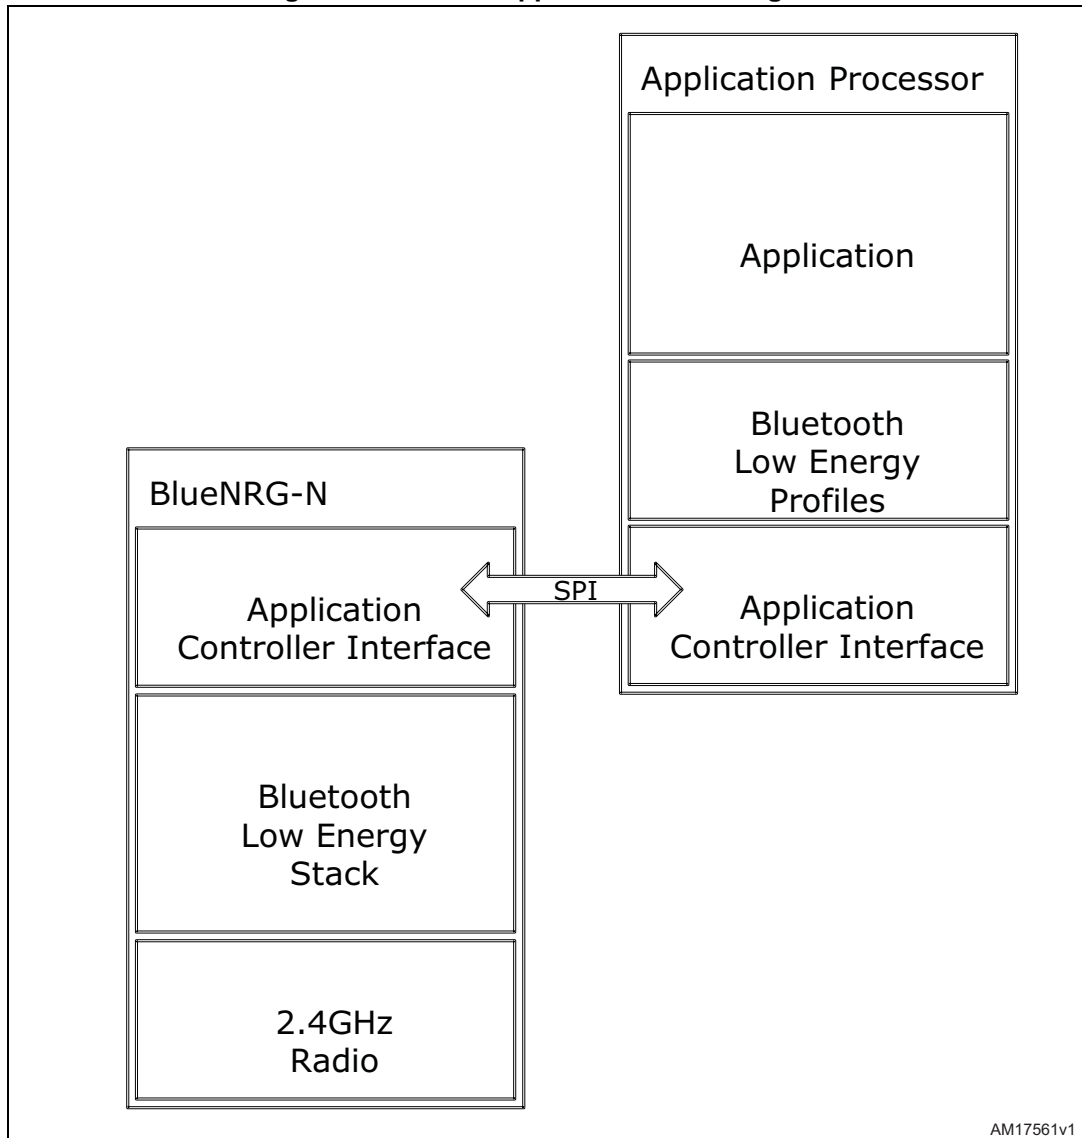 Application Processor
Application
Bluetooth
Low Energy
Profiles
Application
Controller Interface
BlueNRG-N
SPI
Application
Controller Interface
Bluetooth
Low Energy
Stack
2.4GHz
Radio
AM17561v1